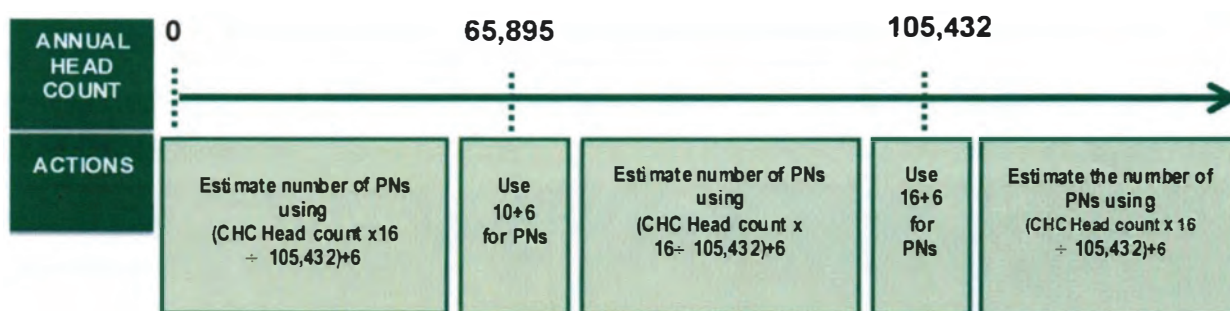 ANNUAL
HEAD
COUNT
0
65,895
105,432
ACTIONS
Estimate number of PNs
using
(CHC Head count x16
÷ 105,432)+6
Use
10+6
for PNs
Estimate number of PNs
using
(CHC Head count x
16÷ 105,432)+6
Use
16+6
for
PNs
Estimate the number of
PNs using
(CHC Head count x 16
÷ 105,432)+6